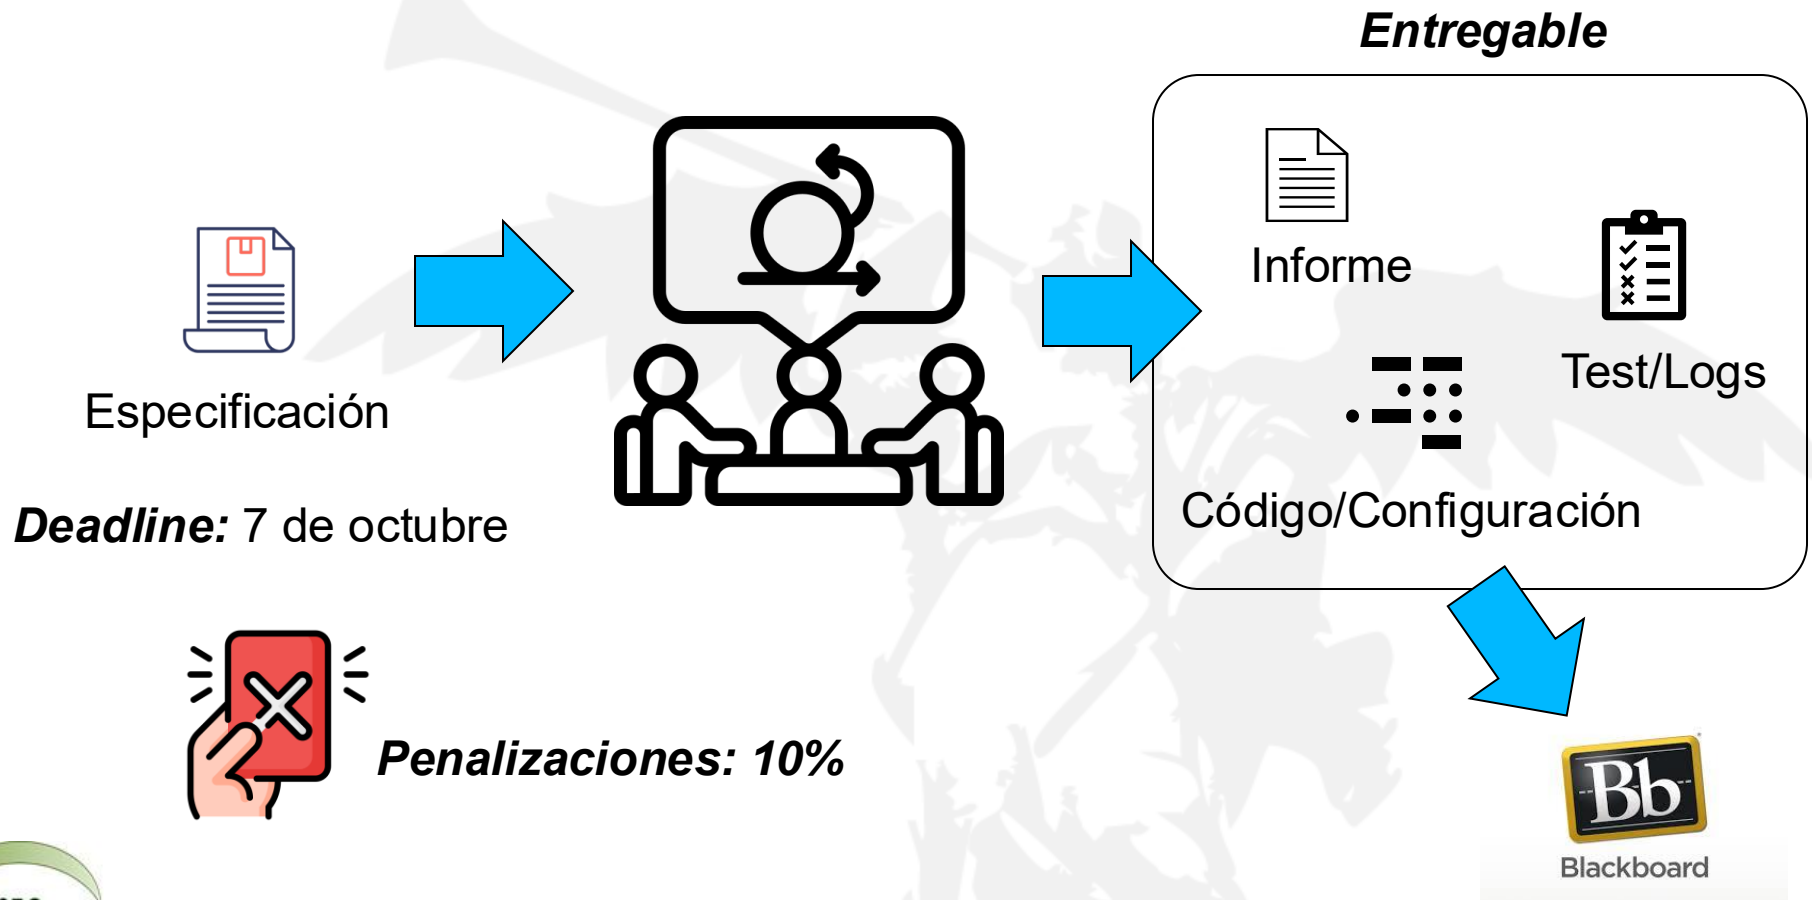 Entregable
Informe
Test/Logs
Especificación
Código/Configuración
Deadline: 7 de octubre
Penalizaciones: 10%
Bb
Blackboard